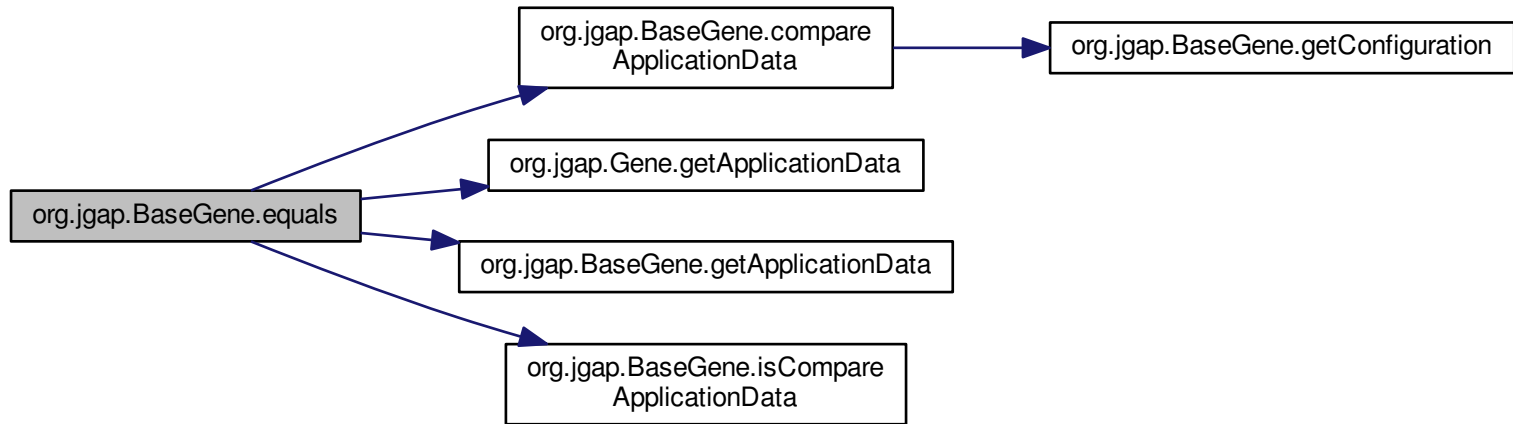 org.jgap.BaseGene.equals
org.jgap.BaseGene.compare
ApplicationData
org.jgap.BaseGene.getConfiguration
org.jgap.Gene.getApplicationData
org.jgap.BaseGene.getApplicationData
org.jgap.BaseGene.isCompare
ApplicationData